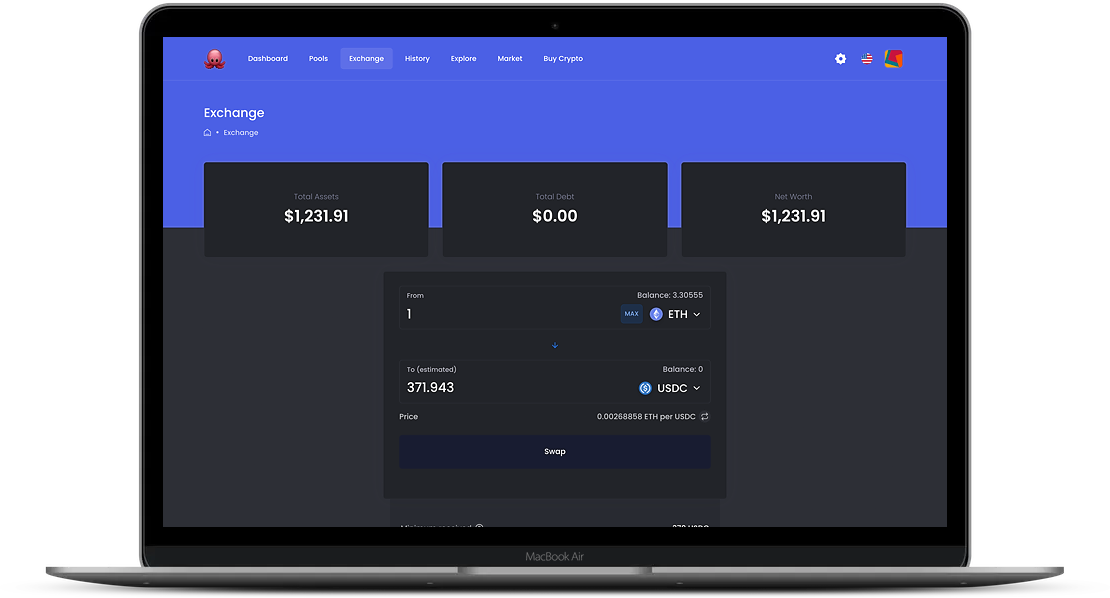 Dashboard Pools Exchange History Explore Market Buy Crypto
Exchange
Exchange
Total Assets
$1,231.91
Total Debt
$0.00
Net Worth
$1,231.91
From
Balance: 3.30555
1
MAX
ETH
To (estimated)
Balance: 0
371.943
USDC
Price
0.00268858 ETH per USDC
Swap
Minimum received
370 USDC
MacBook Air